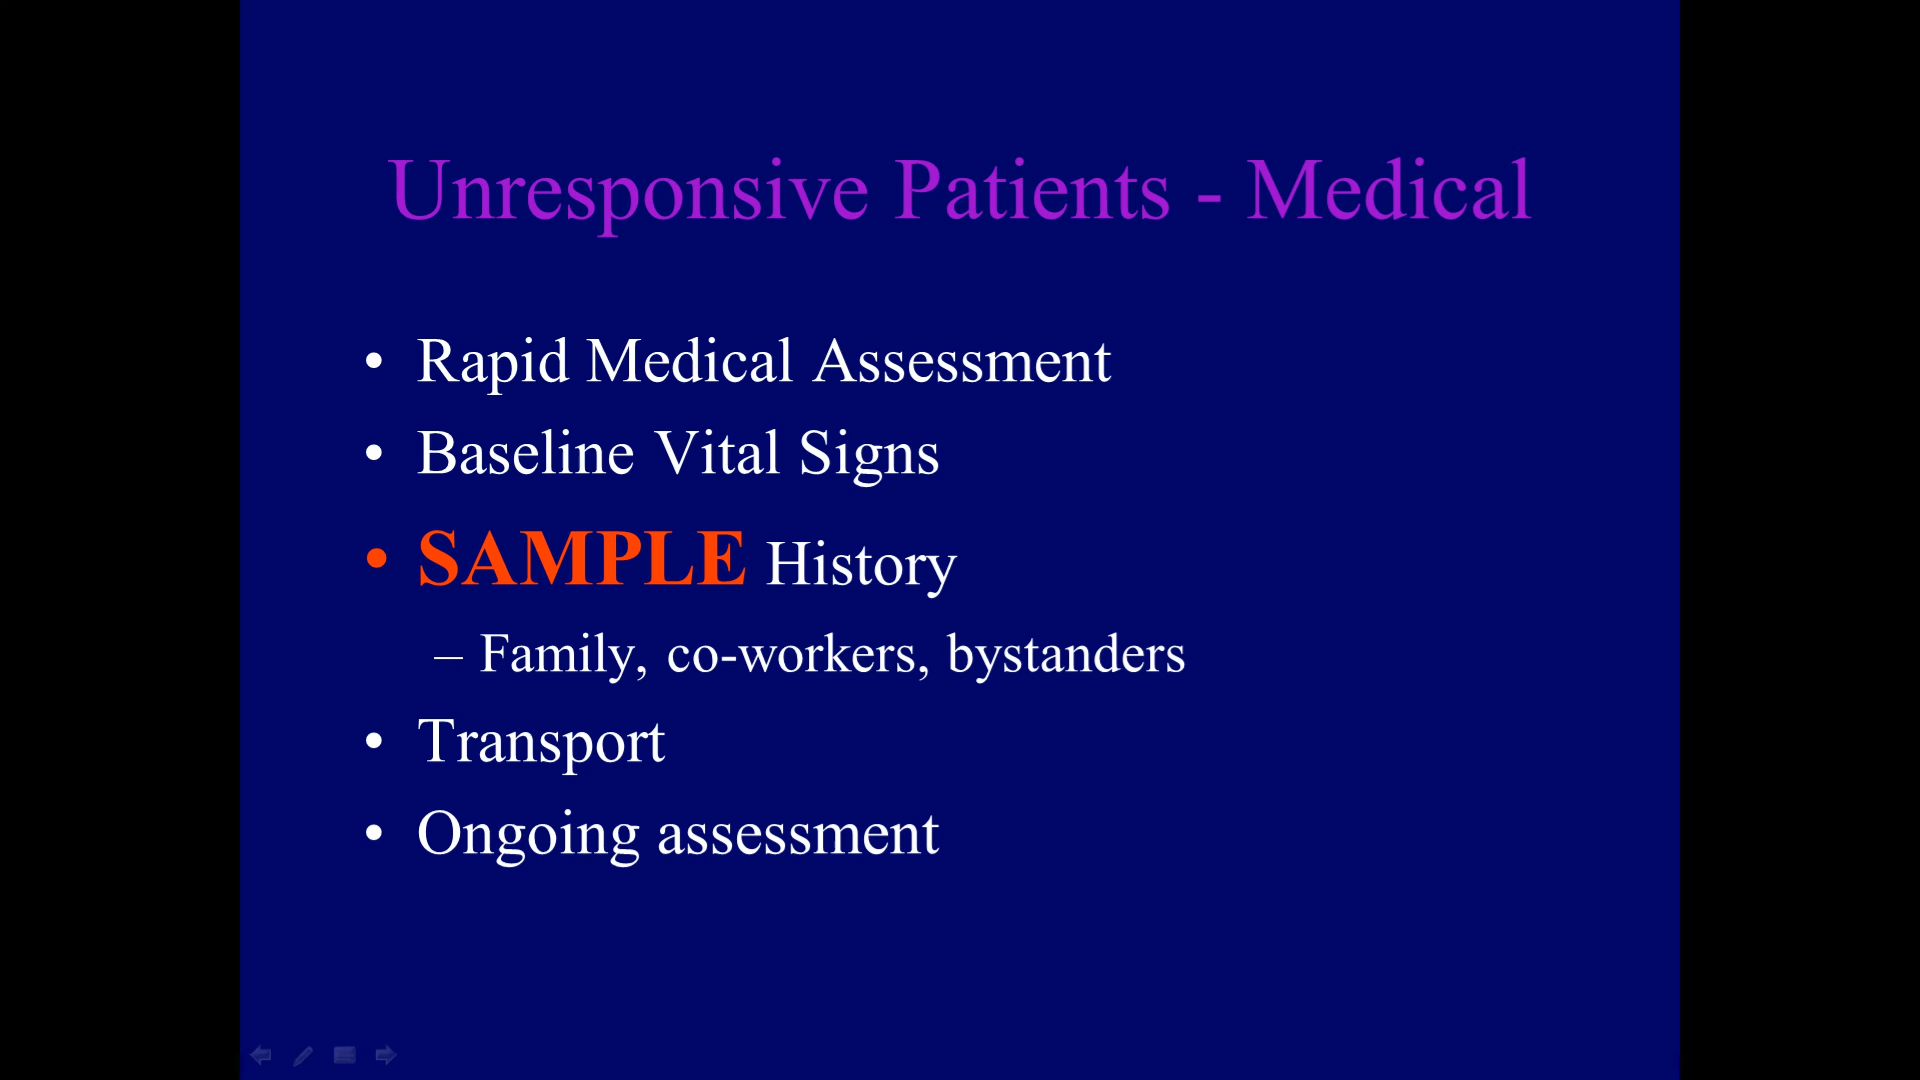 Unresponsive Patients - Medical
• Rapid Medical Assessment
• Baseline Vital Signs
• SAMPLE History
– Family, co-workers, bystanders
• Transport
• Ongoing assessment